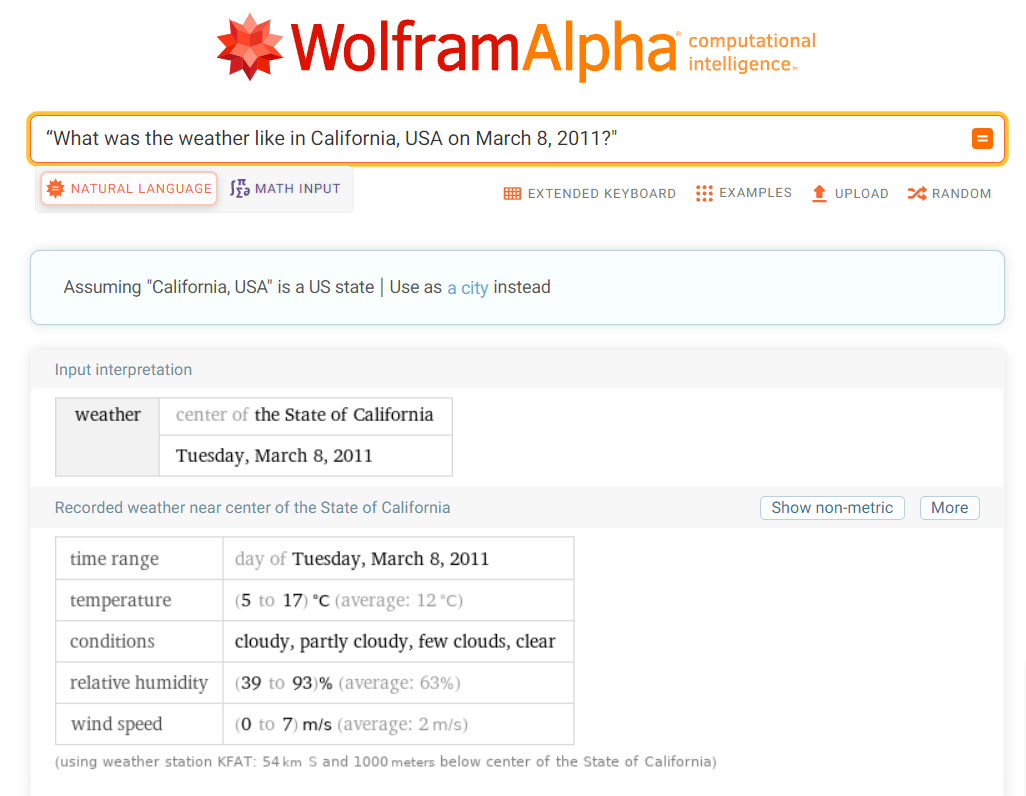 WolframAlpha computational
intelligence™
“What was the weather like in California, USA on March 8, 2011?"
NATURAL LANGUAGE MATH INPUT EXTENDED KEYBOARD EXAMPLES UPLOAD RANDOM
Assuming "California, USA" is a US state | Use as a city instead
Input interpretation
weather center of the State of California
Tuesday, March 8, 2011
Recorded weather near center of the State of California Show non-metric More
time range day of Tuesday, March 8, 2011
temperature (5 to 17) °C (average: 12 °C)
conditions cloudy, partly cloudy, few clouds, clear
relative humidity (39 to 93)% (average: 63%)
wind speed (0 to 7) m/s (average: 2 m/s)
(using weather station KFAT: 54 km S and 1000 meters below center of the State of California)